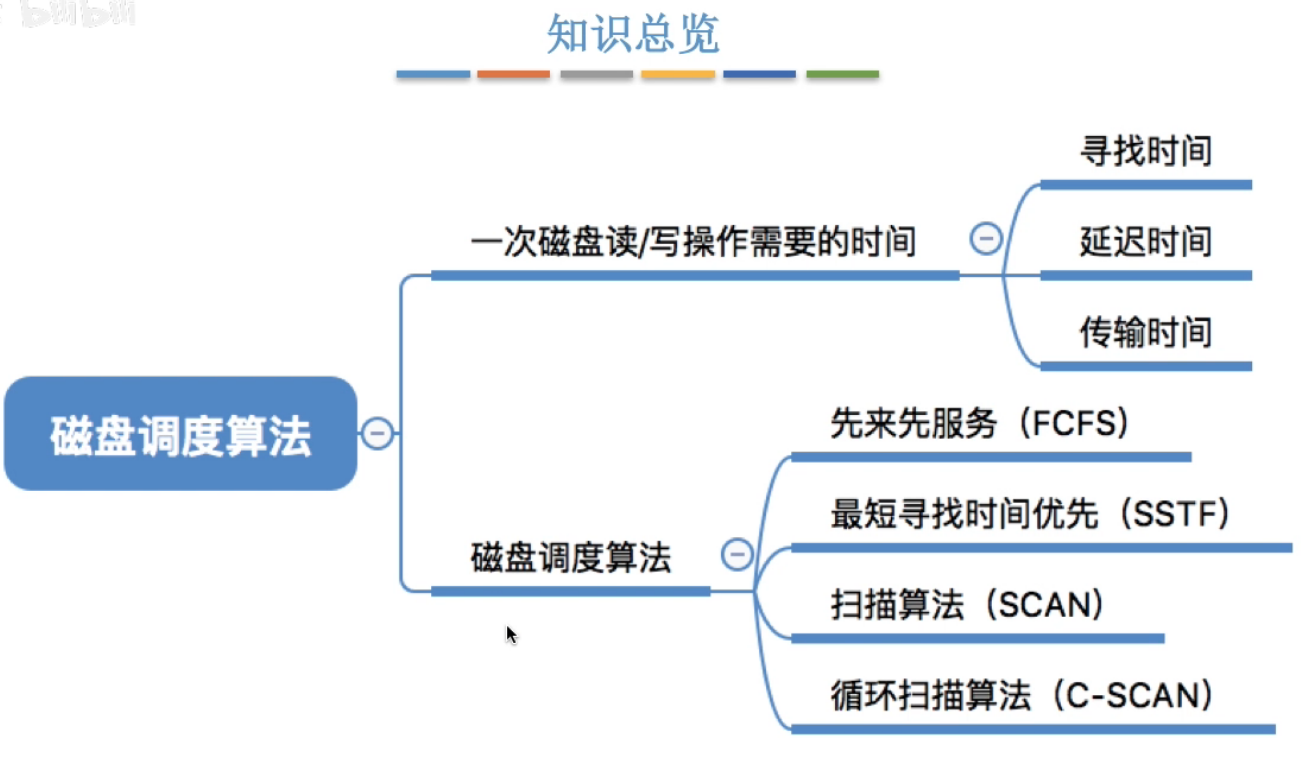 知识总览
寻找时间
一次磁盘读/写操作需要的时间
延迟时间
传输时间
磁盘调度算法
先来先服务（FCFS）
最短寻找时间优先（SSTF）
磁盘调度算法
扫描算法（SCAN）
循环扫描算法（C-SCAN）